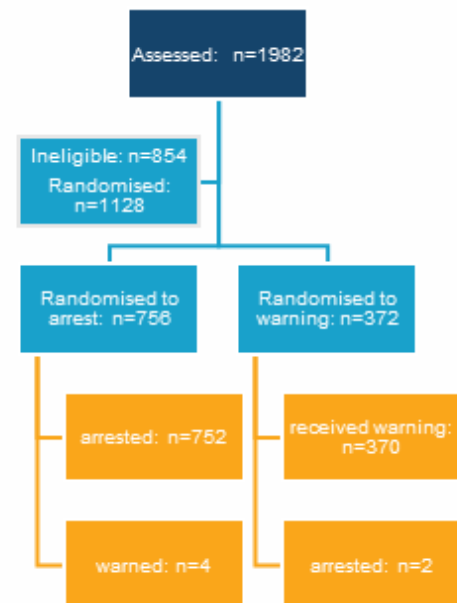 Assessed: n=1982
Ineligible: n=854
Randomised:
n=1128
Randomised to
arrest: n=756
Randomised to
warning: n=372
arrested: n=752
received warning:
n=370
warned: n=4
arrested: n=2